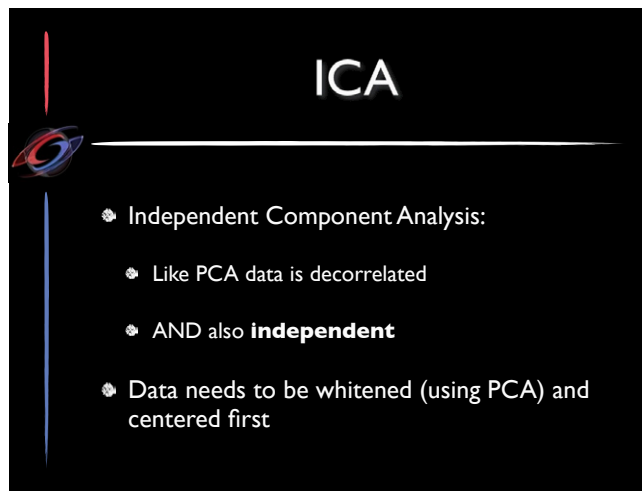 ICA
Independent Component Analysis:
Like PCA data is decorrelated
AND also independent
Data needs to be whitened (using PCA) and
centered first